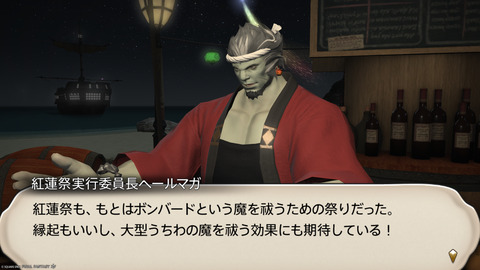 紅蓮祭実行委員長ヘールマガ
紅蓮祭も、もとはボンバードという魔を祓うための祭りだった。
縁起もいいし、大型うちわの魔を祓う効果にも期待している！